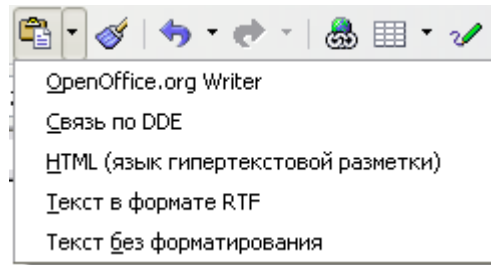 OpenOffice.org Writer
Связь по DDE
HTML (язык гипертекстовой разметки)
Текст в формате RTF
Текст без форматирования